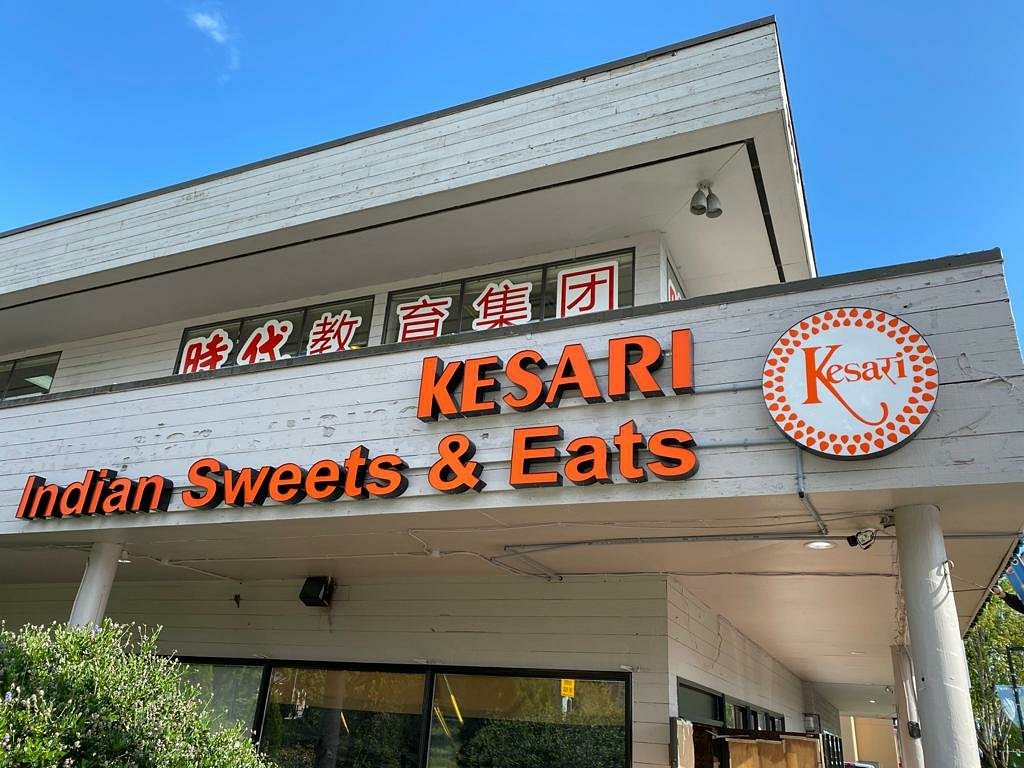 時代教育集团
KESARI
Indian Sweets & Eats
Kesari